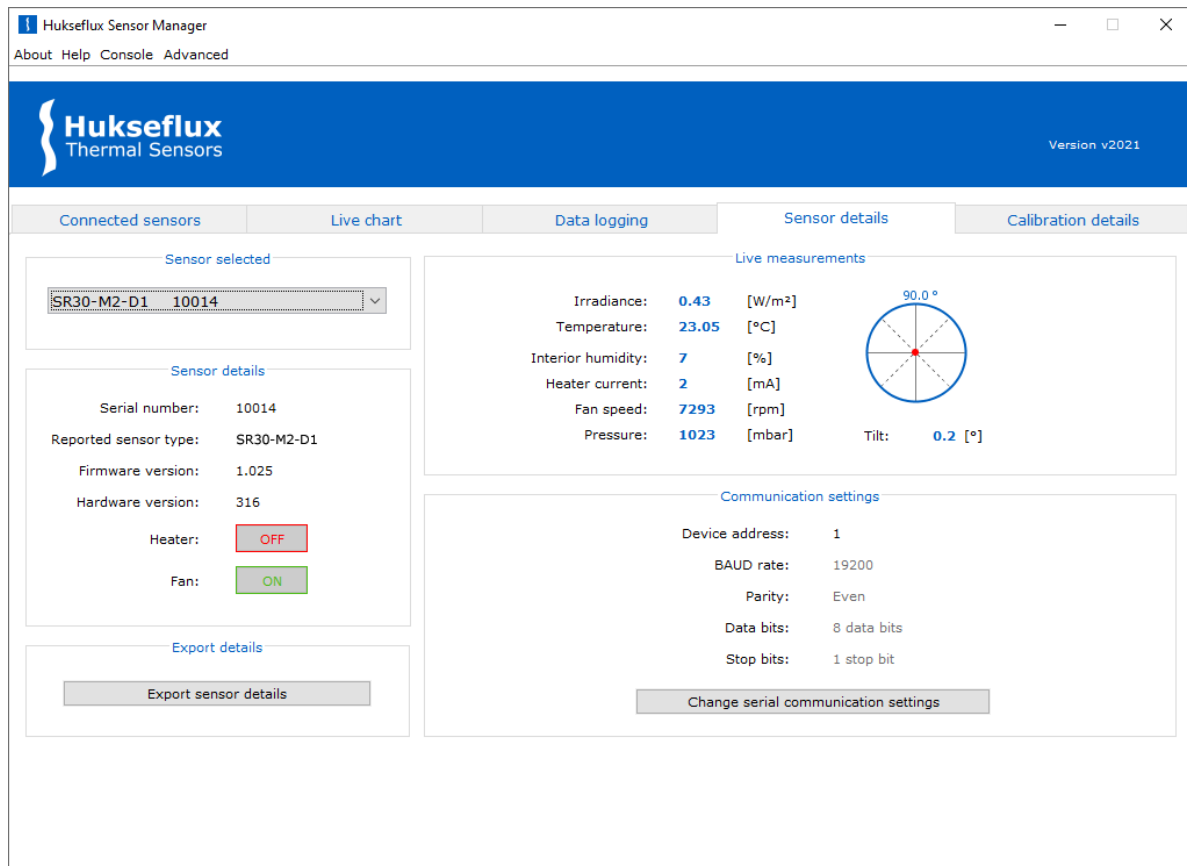 Hukseflux Sensor Manager
About Help Console Advanced
Hukseflux
Thermal Sensors
Version v2021
Connected sensors
Live chart
Data logging
Sensor details
Calibration details
Sensor selected
SR30-M2-D1 10014
Sensor details
Serial number: 10014
Reported sensor type: SR30-M2-D1
Firmware version: 1.025
Hardware version: 316
Heater: OFF
Fan: ON
Export details
Export sensor details
Live measurements
Irradiance: 0.43 [W/m²]
Temperature: 23.05 [°C]
Interior humidity: 7 [%]
Heater current: 2 [mA]
Fan speed: 7293 [rpm]
Pressure: 1023 [mbar]
90.0 °
Tilt: 0.2 [°]
Communication settings
Device address: 1
BAUD rate: 19200
Parity: Even
Data bits: 8 data bits
Stop bits: 1 stop bit
Change serial communication settings